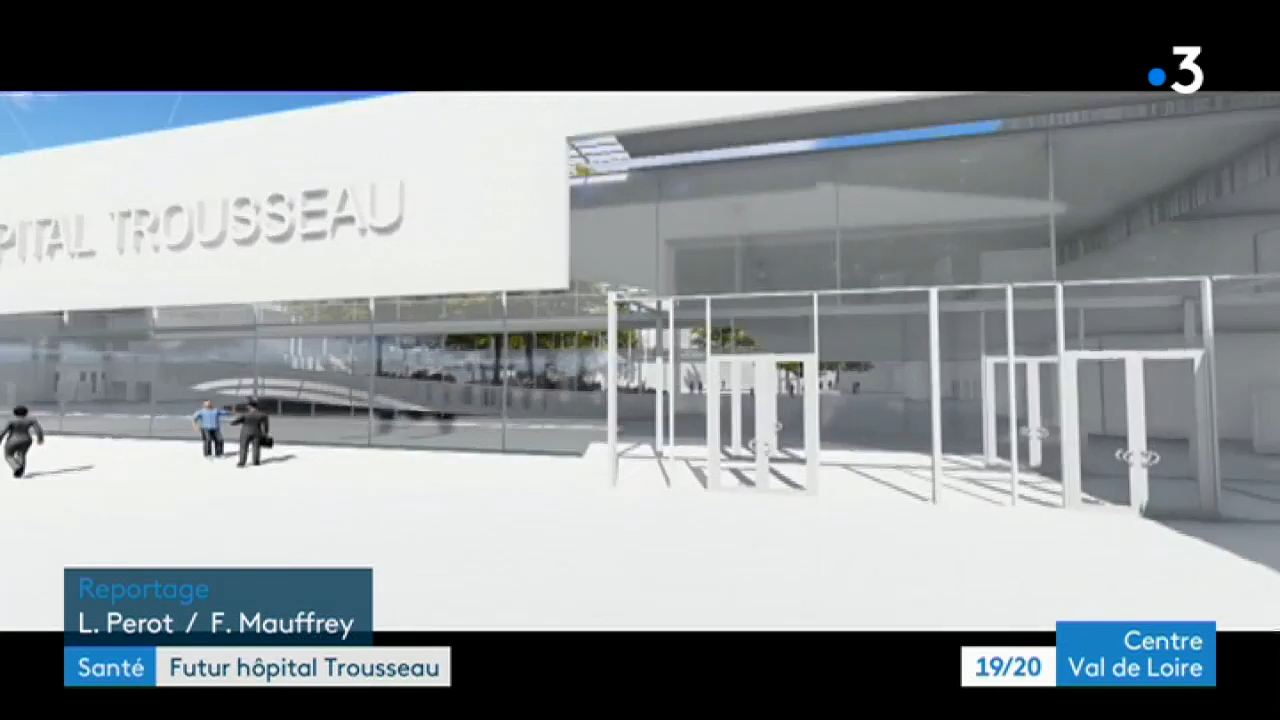 3
PITAL TROUSSEAU
Reportage
L. Perot / F. Mauffrey
Santé
Futur hôpital Trousseau
19/20
Centre
Val de Loire